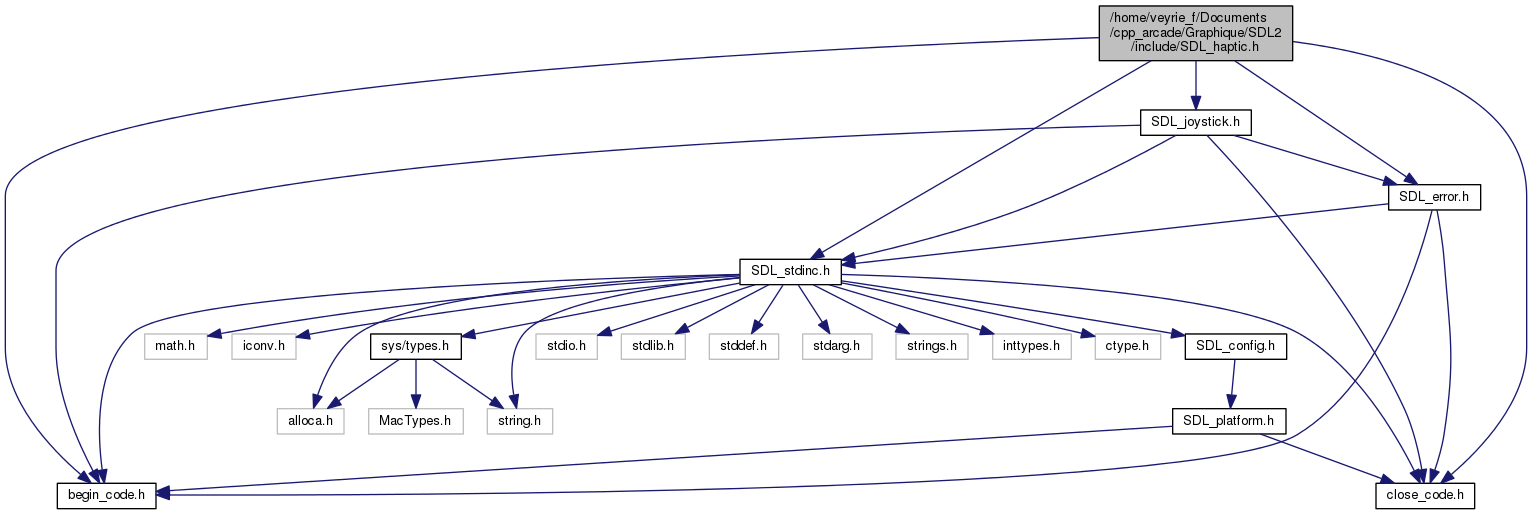 /home/veyrie_f/Documents
/cpp_arcade/Graphique/SDL2
/include/SDL_haptic.h
SDL_joystick.h
SDL_error.h
SDL_stdinc.h
math.h
iconv.h
sys/types.h
stdio.h
stdlib.h
stddef.h
stdarg.h
strings.h
inttypes.h
ctype.h
SDL_config.h
alloca.h
MacTypes.h
string.h
SDL_platform.h
begin_code.h
close_code.h